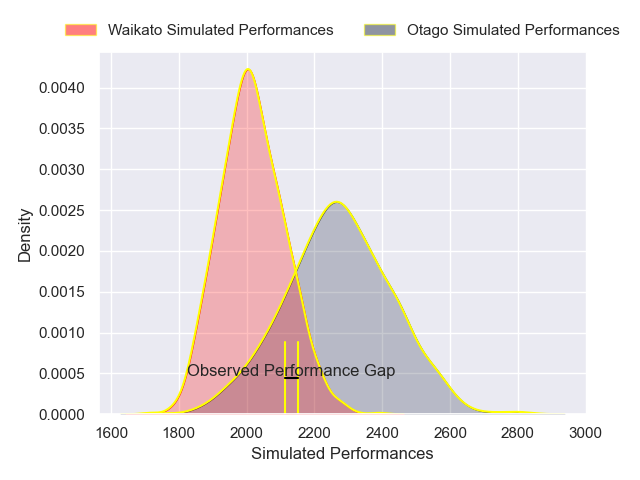 Waikato Simulated Performances
Otago Simulated Performances
0.0040
0.0035
0.0030
0.0025
0.0020
0.0015
0.0010
0.0005
0.0000
Density
Observed Performance Gap
1600 1800 2000 2200 2400 2600 2800 3000
Simulated Performances